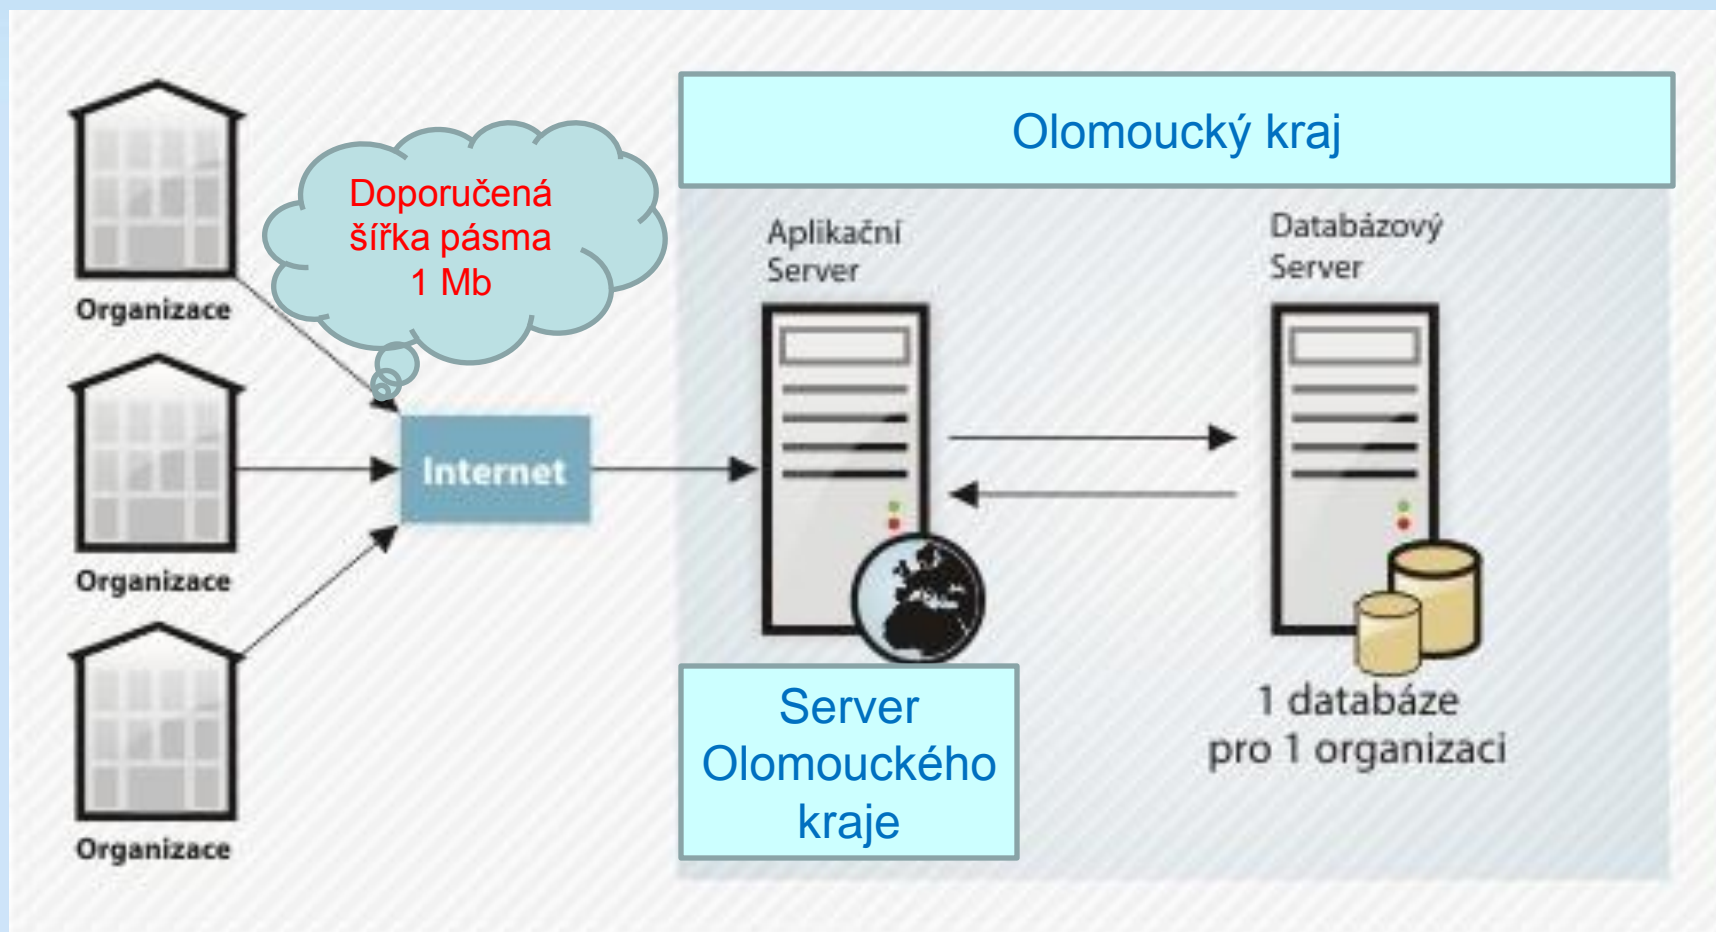 Olomoucký kraj
Doporučená
šířka pásma
1 Mb
Organizace
Organizace
Organizace
Internet
Aplikační
Server
Databázový
Server
Server
Olomouckého
kraje
1 databáze
pro 1 organizaci